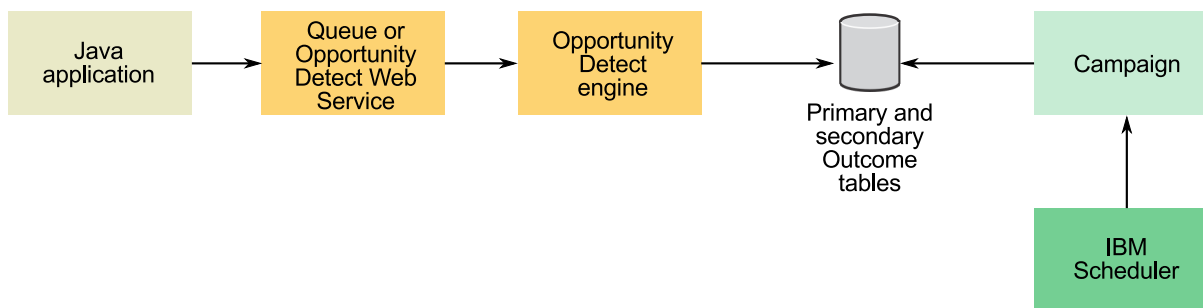 Java
application
Queue or
Opportunity
Detect Web
Service
Opportunity
Detect
engine
Primary and
secondary
Outcome
tables
Campaign
IBM
Scheduler